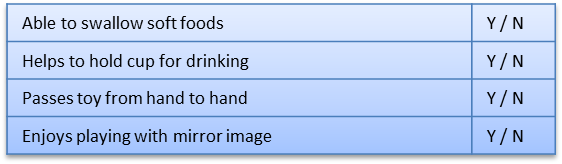 Able to swallow soft foods Y / N
Helps to hold cup for drinking Y / N
Passes toy from hand to hand Y / N
Enjoys playing with mirror image Y / N